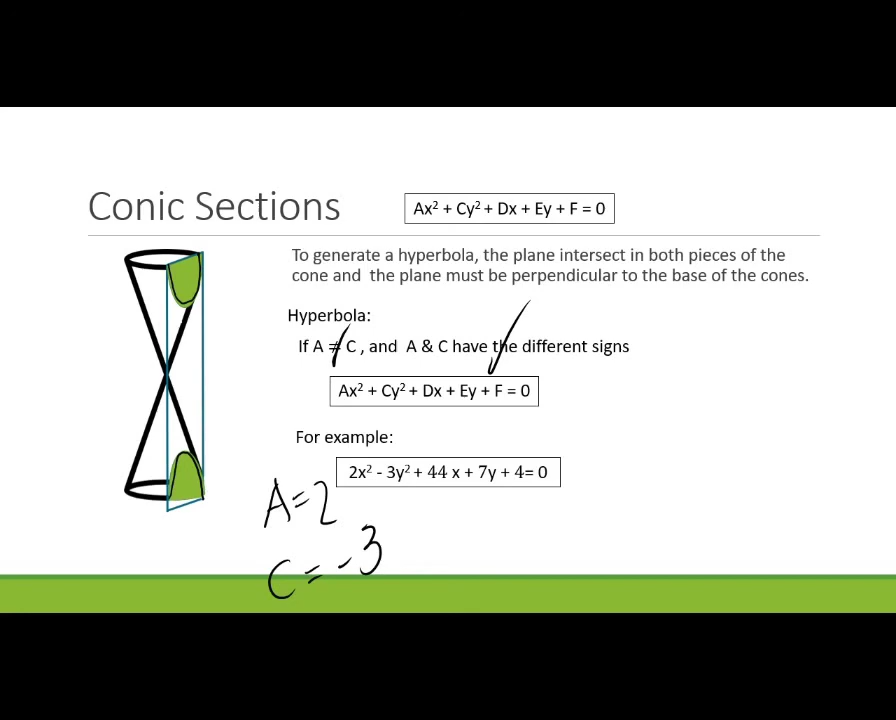 Conic Sections
Ax² + Cy² + Dx + Ey + F = 0
To generate a hyperbola, the plane intersect in both pieces of the
cone and the plane must be perpendicular to the base of the cones.
Hyperbola:
If A ≠ C , and A & C have the different signs
Ax² + Cy² + Dx + Ey + F = 0
For example:
2x² - 3y² + 44 x + 7y + 4= 0
A=2
C = -3